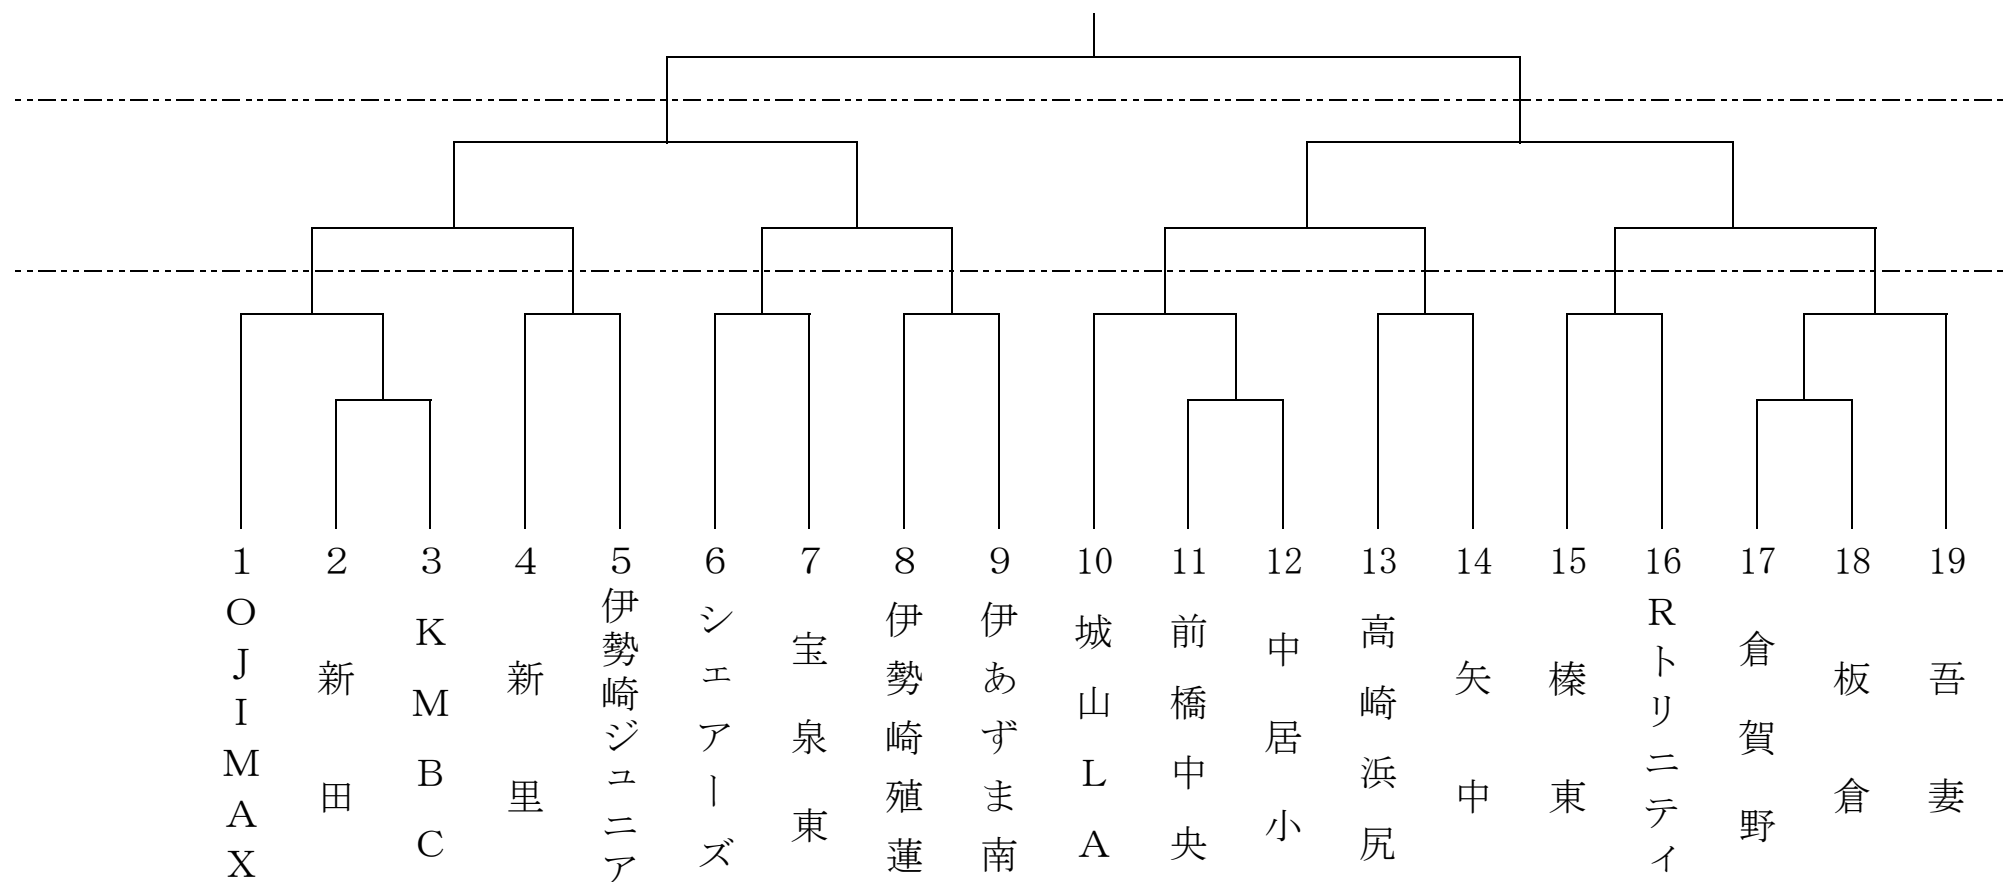 1 OJIMAX
2 新田
3 KMBC
4 新里
5 伊勢崎ジュニア
6 シェアーズ
7 宝泉東
8 伊勢崎殖蓮
9 伊あずま南
10 城山LA
11 前橋中央
12 中居小
13 高崎浜尻
14 矢中
15 榛東
16 Rトリニティ
17 倉賀野
18 板倉
19 吾妻